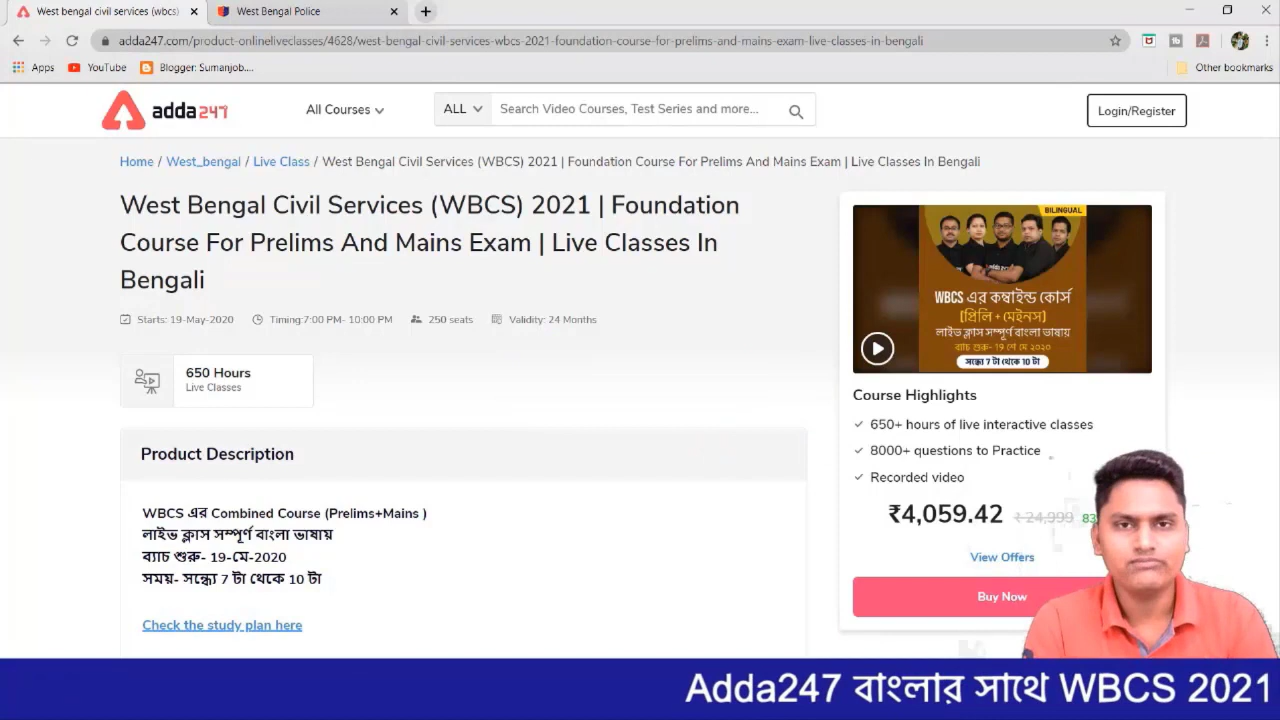 West bengal civil services (wbcs)
West Bengal Police
adda247.com/product-onlineliveclasses/4628/west-bengal-civil-services-wbcs-2021-foundation-course-for-prelims-and-mains-exam-live-classes-in-bengali
Apps YouTube Blogger: Sumanjob.... Other bookmarks
adda247 All Courses ALL Search Video Courses, Test Series and more... Login/Register
Home / West_bengal / Live Class / West Bengal Civil Services (WBCS) 2021 | Foundation Course For Prelims And Mains Exam | Live Classes In Bengali
West Bengal Civil Services (WBCS) 2021 | Foundation
Course For Prelims And Mains Exam | Live Classes In
Bengali
Starts: 19-May-2020 Timing:7:00 PM- 10:00 PM 250 seats Validity: 24 Months
650 Hours
Live Classes
Product Description
WBCS এর Combined Course (Prelims+Mains )
লাইভ ক্লাস সম্পূর্ণ বাংলা ভাষায়
ব্যাচ শুরু- 19-মে-2020
সময়- সন্ধ্যে 7 টা থেকে 10 টা
Check the study plan here
BILINGUAL
WBCS এর কম্বাইন্ড কোর্স
(প্রিলি + মেইনস)
লাইভ ক্লাস সম্পূর্ণ বাংলা ভাষায়
ব্যাচ শুরু- ১৯ শে মে ২০২০
সন্ধ্যে 7 টা থেকে 10 টা
Course Highlights
650+ hours of live interactive classes
8000+ questions to Practice
Recorded video
₹4,059.42 ₹ 24,999
View Offers
Buy Now
Adda247 বাংলার সাথে WBCS 2021